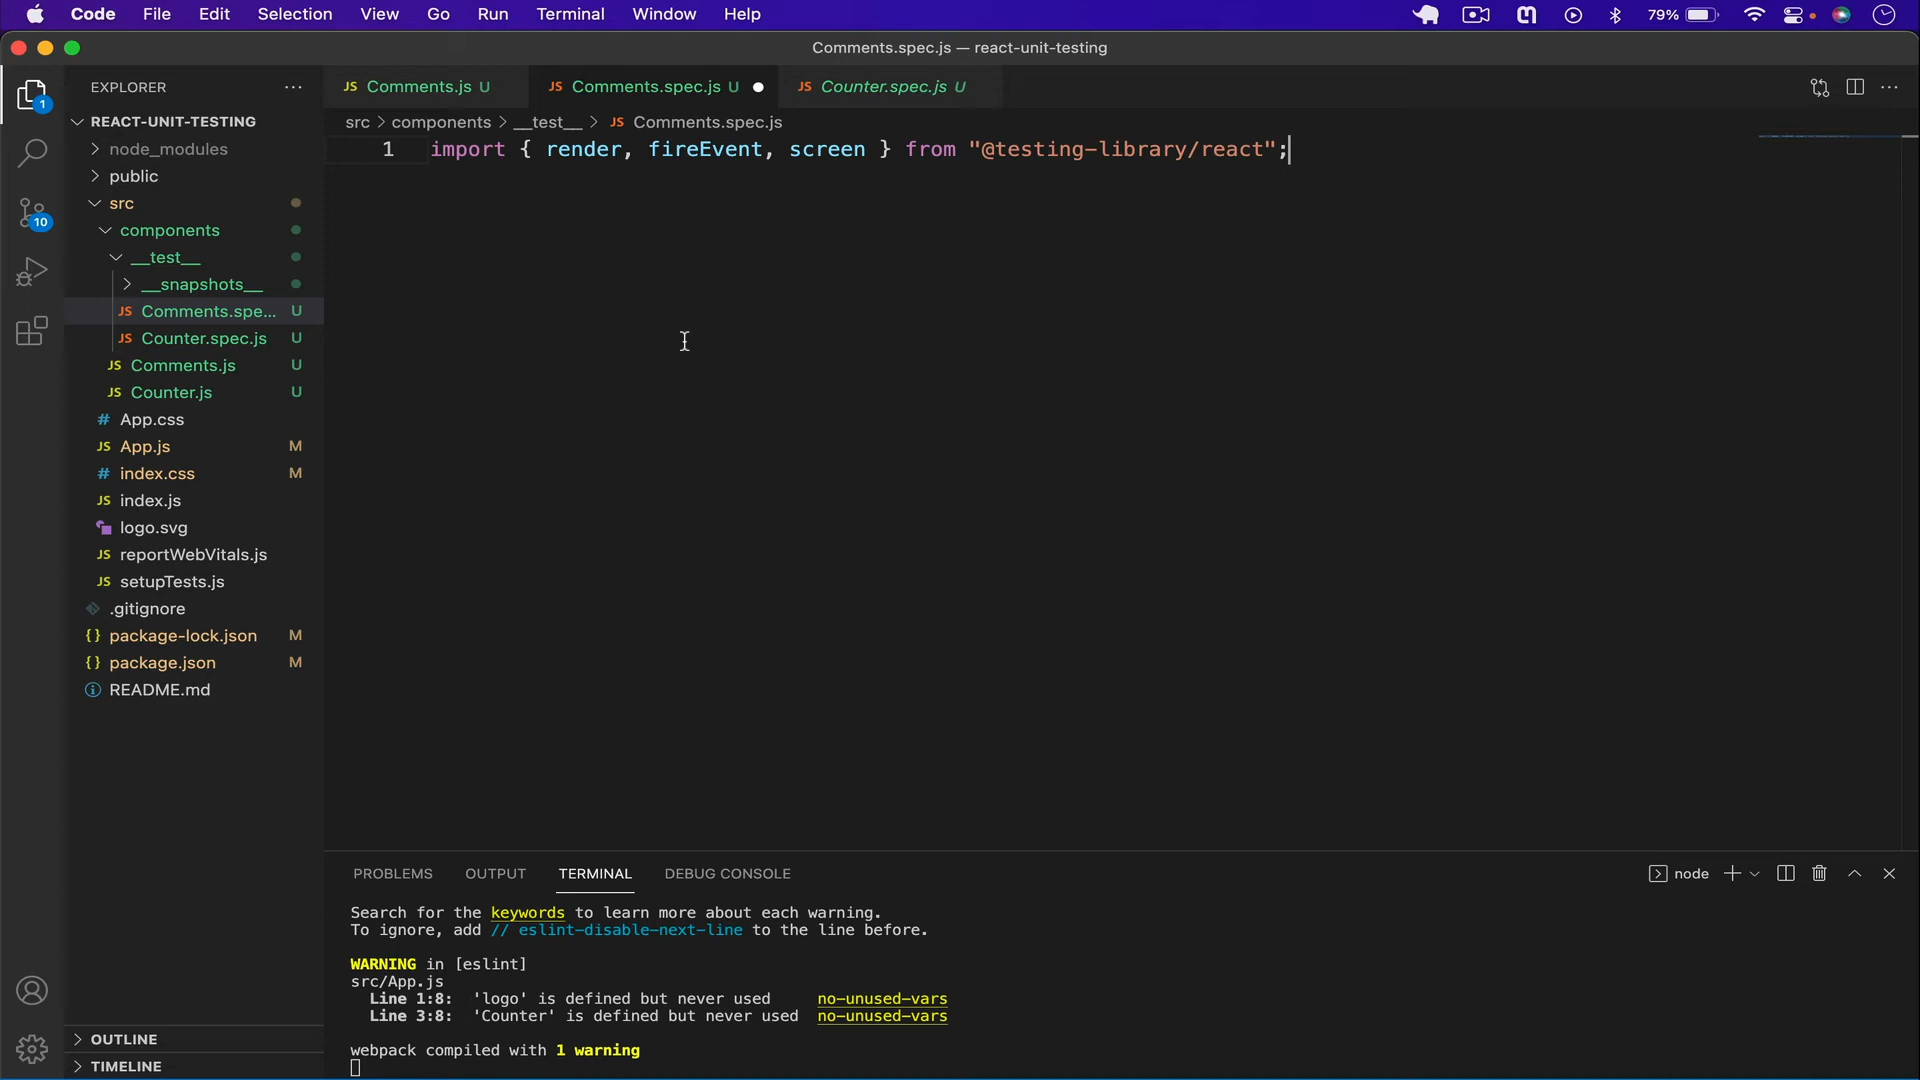 Code File Edit Selection View Go Run Terminal Window Help 79%
Comments.spec.js — react-unit-testing
EXPLORER
REACT-UNIT-TESTING
node_modules
public
src
components
__test__
__snapshots__
JS Comments.spe... U
JS Counter.spec.js U
JS Comments.js U
JS Counter.js U
# App.css
JS App.js M
# index.css M
JS index.js
logo.svg
JS reportWebVitals.js
JS setupTests.js
.gitignore
{} package-lock.json M
{} package.json M
README.md
OUTLINE
TIMELINE
1
10
JS Comments.js U JS Comments.spec.js U JS Counter.spec.js U
src > components > __test__ > JS Comments.spec.js
1 import { render, fireEvent, screen } from "@testing-library/react";
PROBLEMS OUTPUT TERMINAL DEBUG CONSOLE node
Search for the keywords to learn more about each warning.
To ignore, add // eslint-disable-next-line to the line before.
WARNING in [eslint]
src/App.js
Line 1:8: 'logo' is defined but never used no-unused-vars
Line 3:8: 'Counter' is defined but never used no-unused-vars
webpack compiled with 1 warning